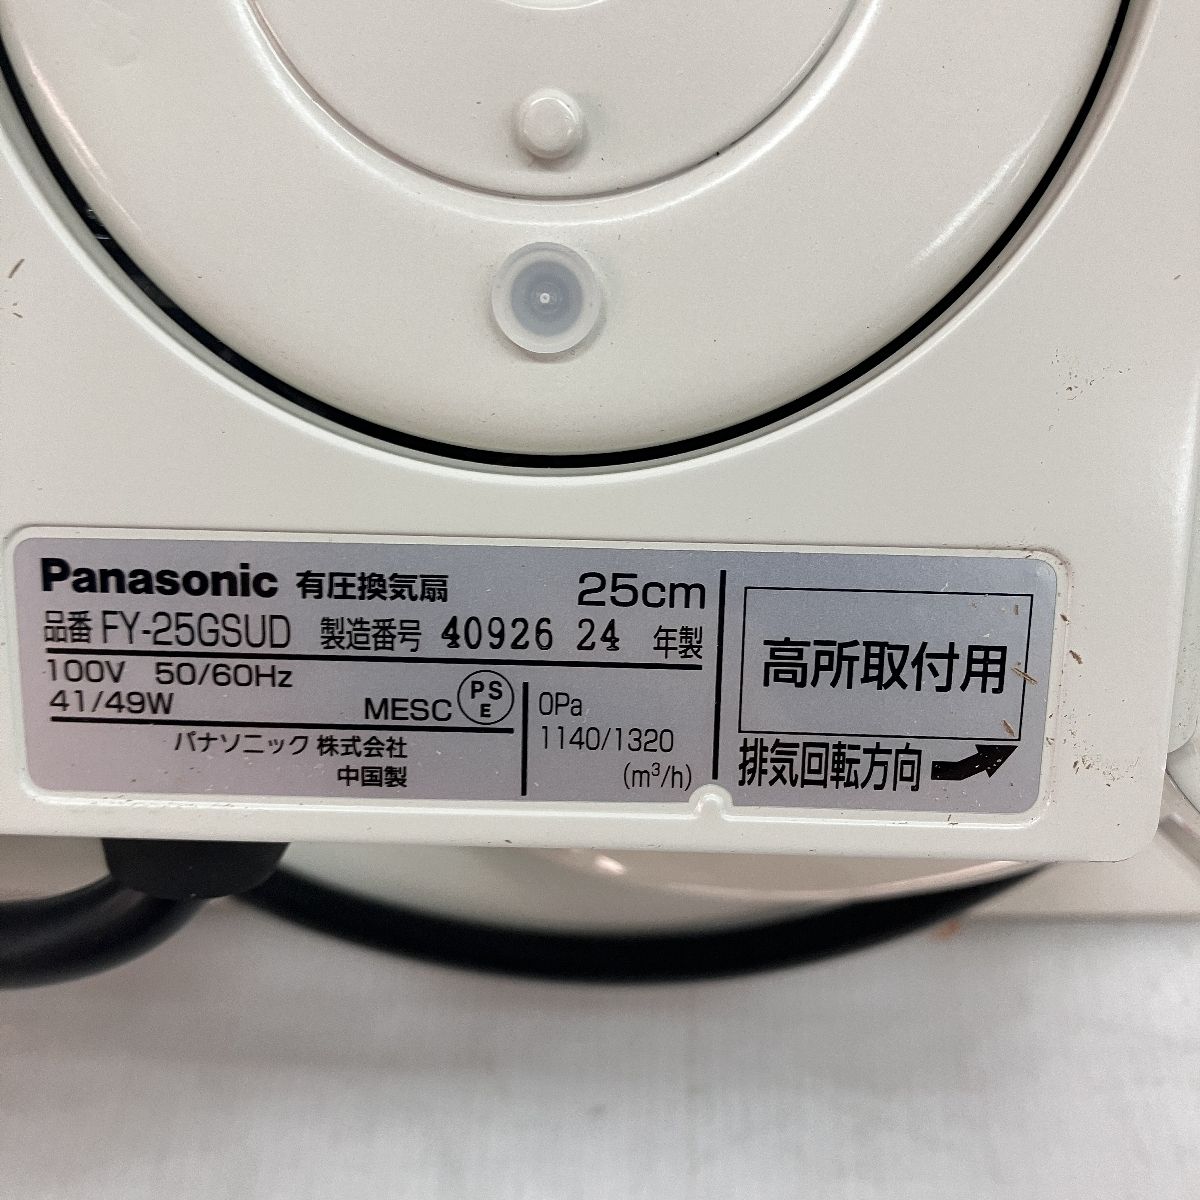 Panasonic 有圧換気扇 25cm
品番 FY-25GSUD 製造番号 40926 24 年製
100V 50/60Hz
41/49W MESC PSE
パナソニック 株式会社
中国製
0Pa
1140/1320
(m³/h)
高所取付用
排気回転方向